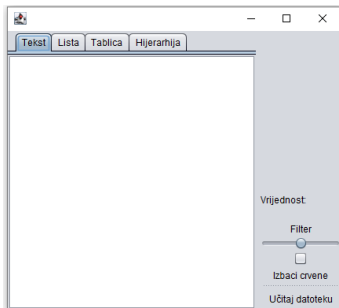 Tekst Lista Tablica Hijerarhija
Vrijednost:
Filter
Izbaci crvene
Učitaj datoteku